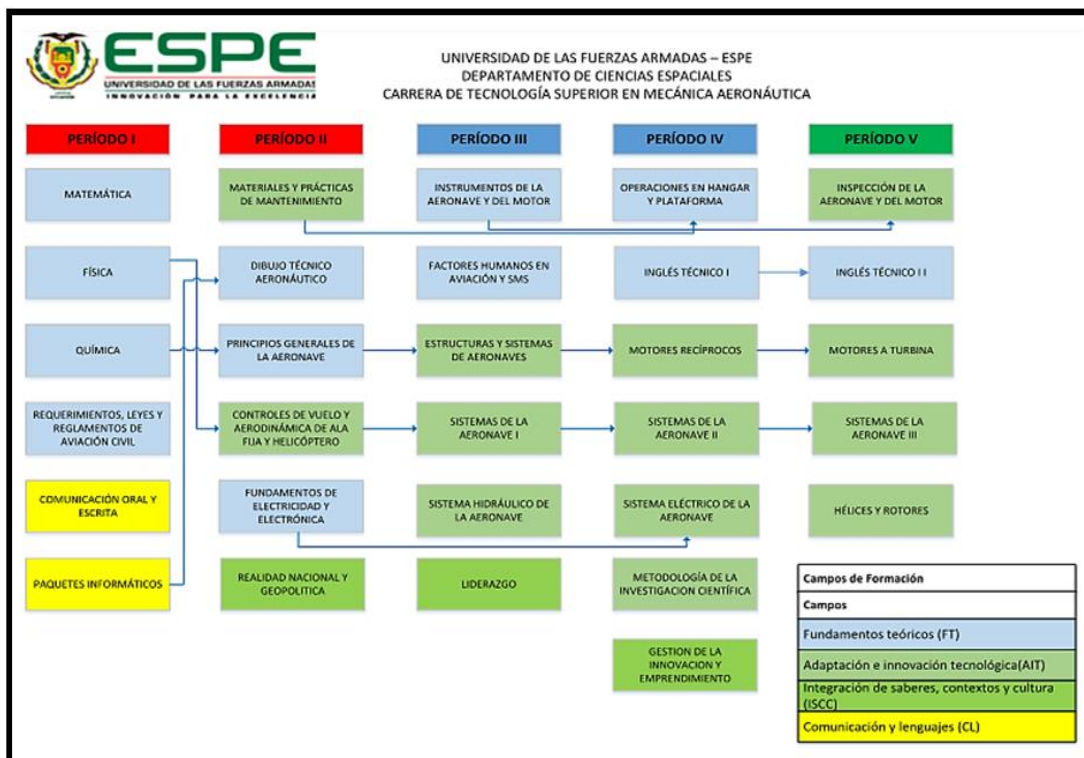 ESPE
UNIVERSIDAD DE LAS FUERZAS ARMADAS
INNOVACIÓN PARA LA EXCELENCIA
UNIVERSIDAD DE LAS FUERZAS ARMADAS – ESPE
DEPARTAMENTO DE CIENCIAS ESPACIALES
CARRERA DE TECNOLOGÍA SUPERIOR EN MECÁNICA AERONÁUTICA
PERÍODO I
MATEMÁTICA
FÍSICA
QUÍMICA
REQUERIMIENTOS, LEYES Y
REGLAMENTOS DE
AVIACIÓN CIVIL
COMUNICACIÓN ORAL Y
ESCRITA
PAQUETES INFORMÁTICOS
PERÍODO II
MATERIALES Y PRÁCTICAS
DE MANTENIMIENTO
DIBUJO TÉCNICO
AERONÁUTICO
PRINCIPIOS GENERALES DE
LA AERONAVE
CONTROLES DE VUELO Y
AERODINÁMICA DE ALA
FIJA Y HELICÓPTERO
FUNDAMENTOS DE
ELECTRICIDAD Y
ELECTRÓNICA
REALIDAD NACIONAL Y
GEOPOLITICA
PERÍODO III
INSTRUMENTOS DE LA
AERONAVE Y DEL MOTOR
FACTORES HUMANOS EN
AVIACIÓN Y SMS
ESTRUCTURAS Y SISTEMAS
DE AERONAVES
SISTEMAS DE LA
AERONAVE I
SISTEMA HIDRÁULICO DE
LA AERONAVE
LIDERAZGO
PERÍODO IV
OPERACIONES EN HANGAR
Y PLATAFORMA
INGLÉS TÉCNICO I
MOTORES RECÍPROCOS
SISTEMAS DE LA
AERONAVE II
SISTEMA ELÉCTRICO DE LA
AERONAVE
METODOLOGÍA DE LA
INVESTIGACION CIENTÍFICA
GESTION DE LA
INNOVACION Y
EMPRENDIMIENTO
PERÍODO V
INSPECCIÓN DE LA
AERONAVE Y DEL MOTOR
INGLÉS TÉCNICO I I
MOTORES A TURBINA
SISTEMAS DE LA
AERONAVE III
HÉLICES Y ROTORES
Campos de Formación
Campos
Fundamentos teóricos (FT)
Adaptación e innovación tecnológica(AIT)
Integración de saberes, contextos y cultura
(ISCC)
Comunicación y lenguajes (CL)